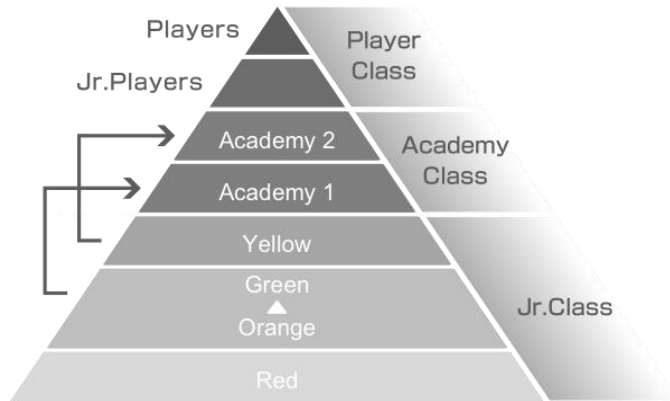 Players
Player
Class
Jr.Players
Academy 2
Academy
Class
Academy 1
Yellow
Green
Orange
Jr.Class
Red